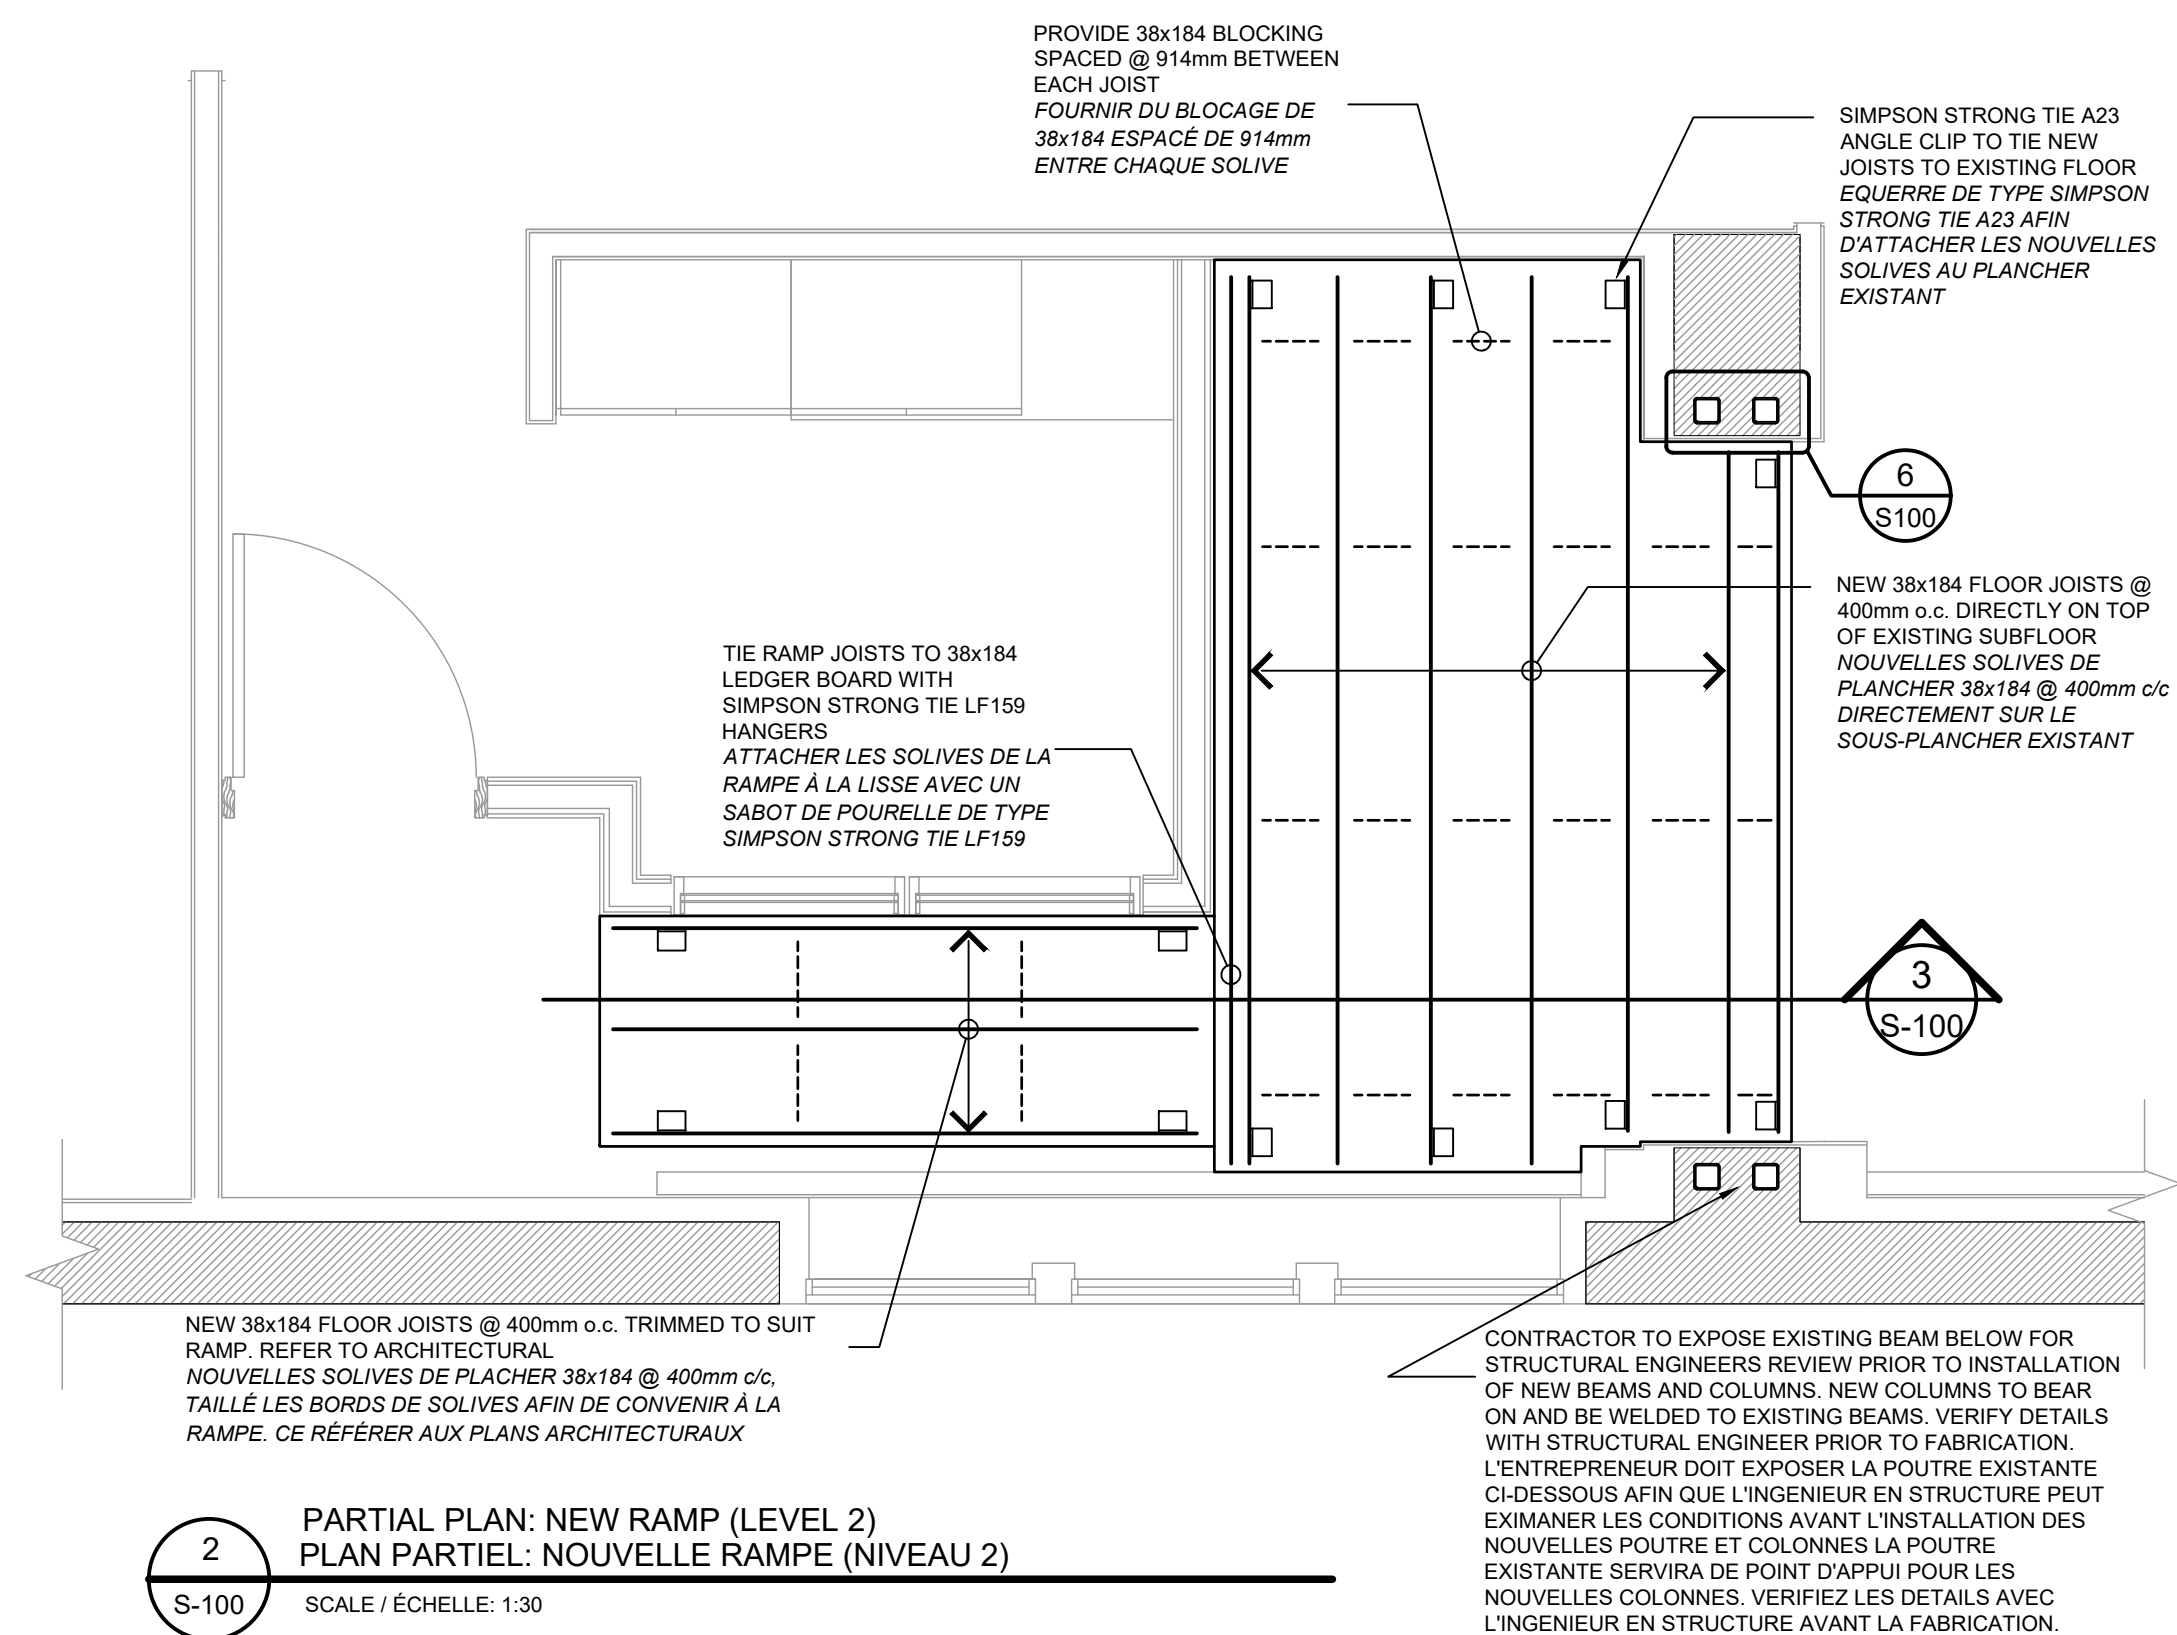 PROVIDE 38x184 BLOCKING
SPACED @ 914mm BETWEEN
EACH JOIST
FOURNIR DU BLOCAGE DE
38x184 ESPACÉ DE 914mm
ENTRE CHAQUE SOLIVE
SIMPSON STRONG TIE A23
ANGLE CLIP TO TIE NEW
JOISTS TO EXISTING FLOOR
EQUERRE DE TYPE SIMPSON
STRONG TIE A23 AFIN
D'ATTACHER LES NOUVELLES
SOLIVES AU PLANCHER
EXISTANT
6
S100
NEW 38x184 FLOOR JOISTS @
400mm o.c. DIRECTLY ON TOP
OF EXISTING SUBFLOOR
NOUVELLES SOLIVES DE
PLANCHER 38x184 @ 400mm c/c
DIRECTEMENT SUR LE
SOUS-PLANCHER EXISTANT
TIE RAMP JOISTS TO 38x184
LEDGER BOARD WITH
SIMPSON STRONG TIE LF159
HANGERS
ATTACHER LES SOLIVES DE LA
RAMPE À LA LISSE AVEC UN
SABOT DE POURELLE DE TYPE
SIMPSON STRONG TIE LF159
3
S-100
NEW 38x184 FLOOR JOISTS @ 400mm o.c. TRIMMED TO SUIT
RAMP. REFER TO ARCHITECTURAL
NOUVELLES SOLIVES DE PLACHER 38x184 @ 400mm c/c,
TAILLÉ LES BORDS DE SOLIVES AFIN DE CONVENIR À LA
RAMPE. CE RÉFÉRER AUX PLANS ARCHITECTURAUX
CONTRACTOR TO EXPOSE EXISTING BEAM BELOW FOR
STRUCTURAL ENGINEERS REVIEW PRIOR TO INSTALLATION
OF NEW BEAMS AND COLUMNS. NEW COLUMNS TO BEAR
ON AND BE WELDED TO EXISTING BEAMS. VERIFY DETAILS
WITH STRUCTURAL ENGINEER PRIOR TO FABRICATION.
L'ENTREPRENEUR DOIT EXPOSER LA POUTRE EXISTANTE
CI-DESSOUS AFIN QUE L'INGENIEUR EN STRUCTURE PEUT
EXIMANER LES CONDITIONS AVANT L'INSTALLATION DES
NOUVELLES POUTRE ET COLONNES LA POUTRE
EXISTANTE SERVIRA DE POINT D'APPUI POUR LES
NOUVELLES COLONNES. VERIFIEZ LES DETAILS AVEC
L'INGENIEUR EN STRUCTURE AVANT LA FABRICATION.
2
S-100
PARTIAL PLAN: NEW RAMP (LEVEL 2)
PLAN PARTIEL: NOUVELLE RAMPE (NIVEAU 2)
SCALE / ÉCHELLE: 1:30